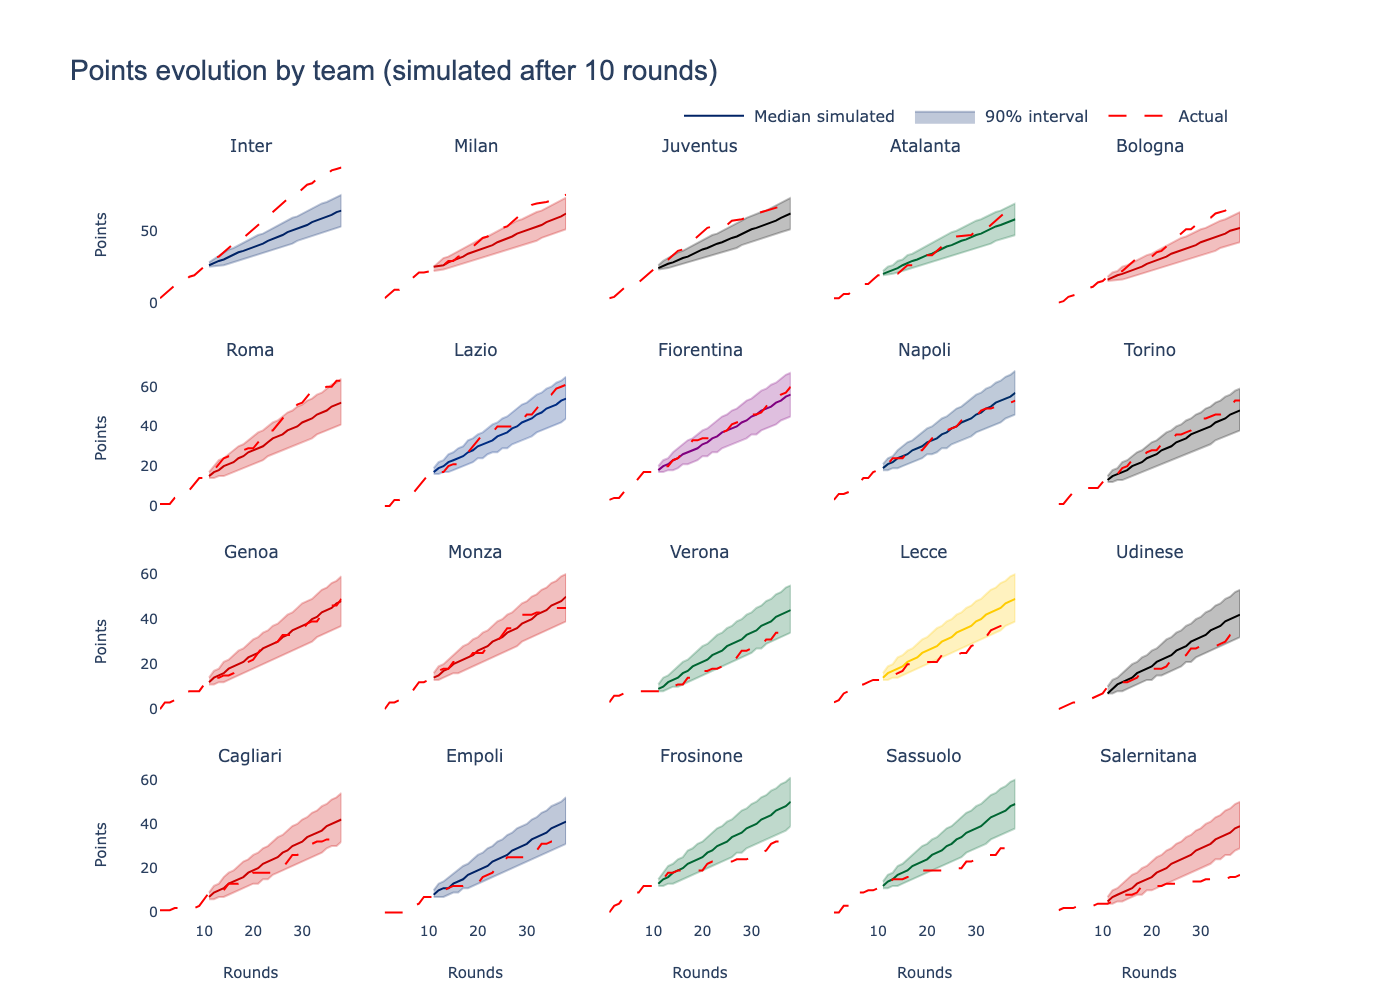 Points evolution by team (simulated after 10 rounds)
Median simulated 90% interval Actual
Inter Milan Juventus Atalanta Bologna
Points
50
0
Roma Lazio Fiorentina Napoli Torino
Points
60
40
20
0
Genoa Monza Verona Lecce Udinese
Points
60
40
20
0
Cagliari Empoli Frosinone Sassuolo Salernitana
Points
60
40
20
0
10 20 30 10 20 30 10 20 30 10 20 30 10 20 30
Rounds Rounds Rounds Rounds Rounds